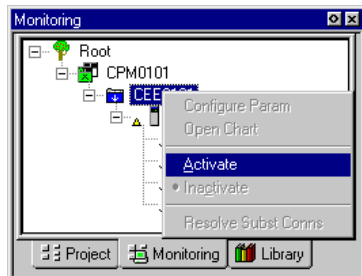 Monitoring
Root
CPM0101
Configure Param
Open Chart
Activate
Inactivate
Resolve Subst Conns
Project
Monitoring
Library